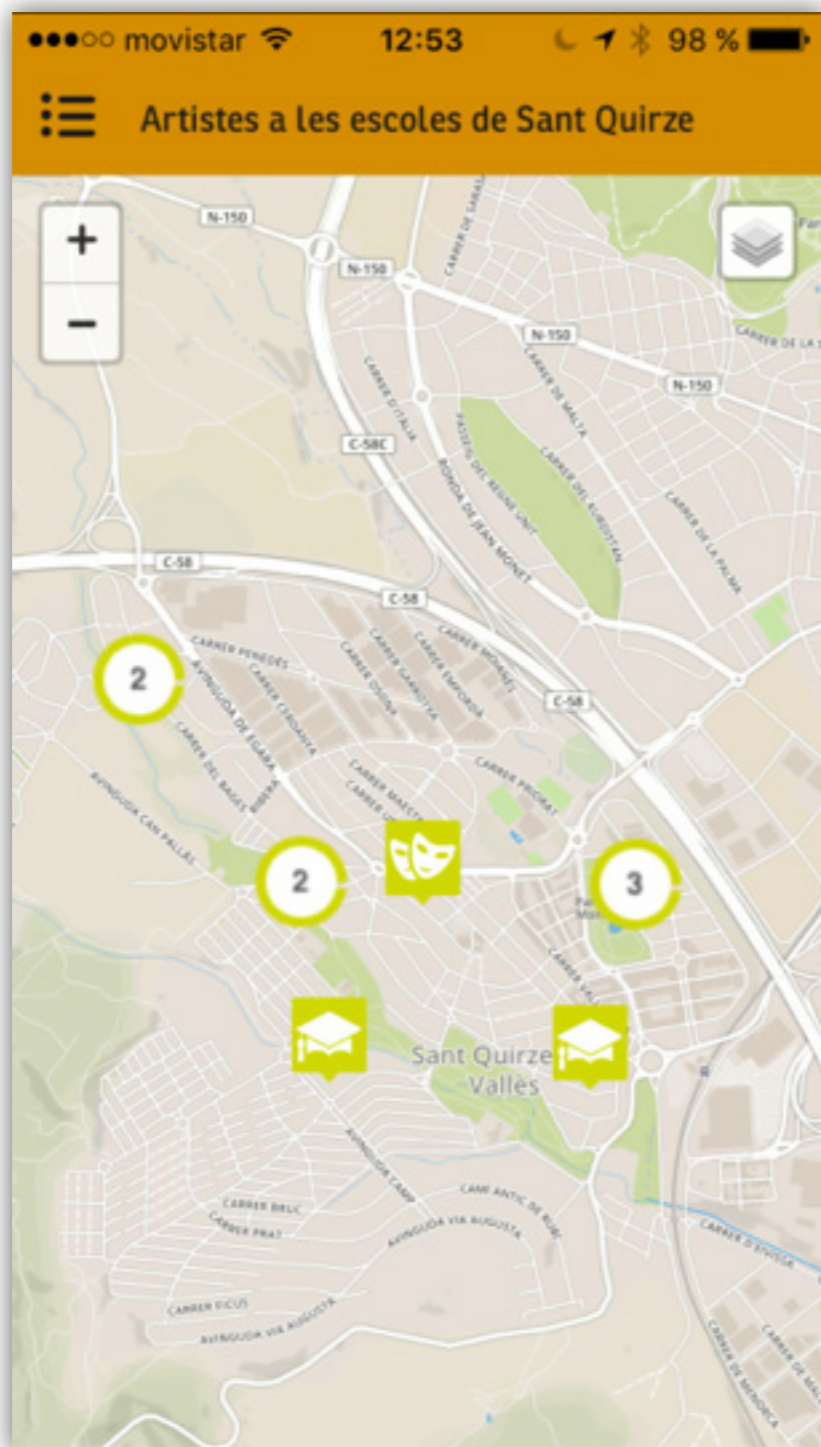 movistar 12:53 98 %
Artistes a les escoles de Sant Quirze
+
−
N-150
N-150
N-150
N-150
CARRER D'ITÀLIA
CARRER DE MALTA
C-58C
PASSEIG DEL REGNE UNIT
CARRER DEL KURDISTAN
RONDA DE JEAN MONET
CARRER DE LA PALMA
C-58
C-58
C-58
CARRER PENEDÈS
CARRER OSONA
CARRER GARROTXA
CARRER EMPORDÀ
CARRER MOIANÈS
2
AVINGUDA DE EGARA
CARRER CERDANYA
CARRER DEL BAGES
RIBERA
AVINGUDA CAN PALLÀS
CARRER PRIORAT
2
3
Sant Quirze
Vallès
AVINGUDA CAMP
CARRER BRUC
CARRER PRAT
CAMÍ ANTIC DE RUBÍ
AVINGUDA VIA AUGUSTA
CARRER FICUS
AVINGUDA VIA AUGUSTA
CARRER D'EIVISSA
CARRER DE MENORCA